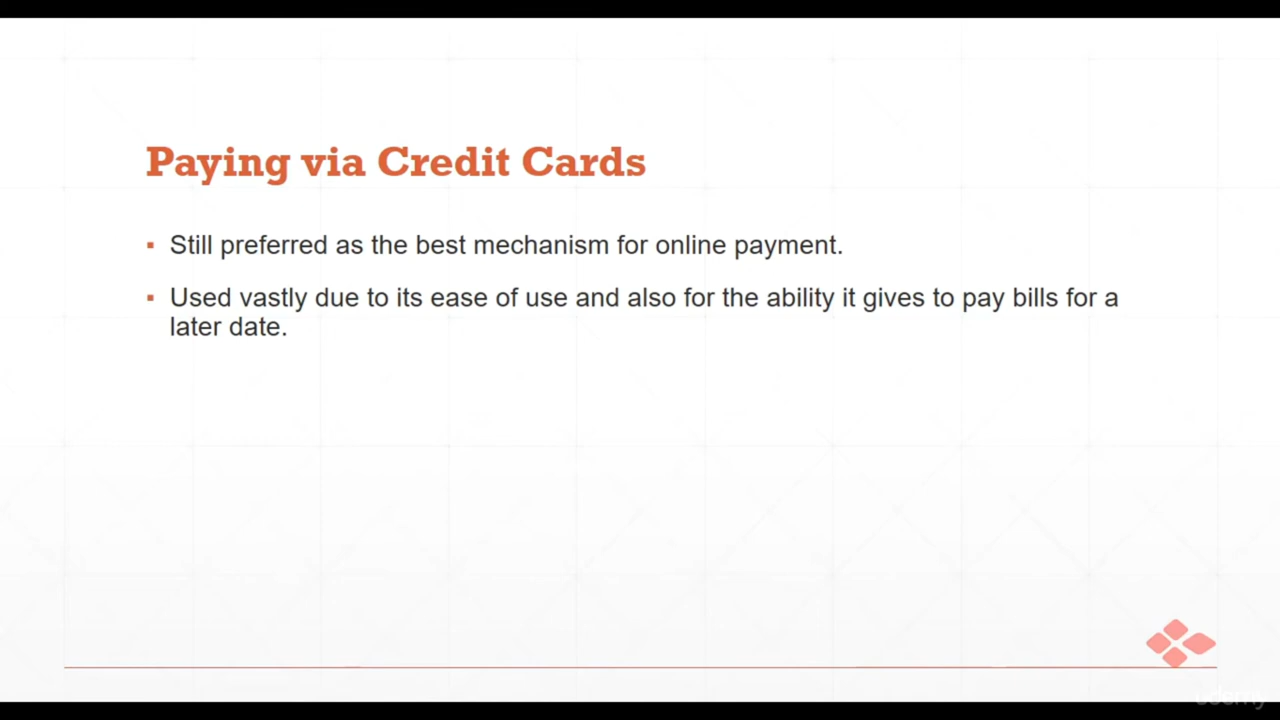 Paying via Credit Cards
▪ Still preferred as the best mechanism for online payment.
▪ Used vastly due to its ease of use and also for the ability it gives to pay bills for a
later date.
udemy